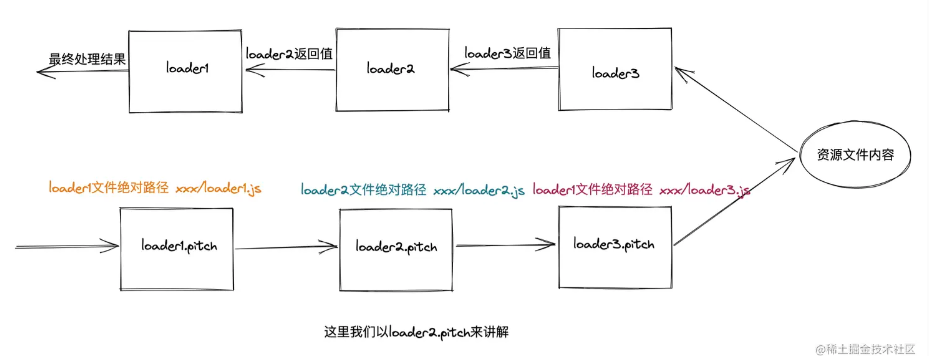 最终处理结果
loader1
loader2返回值
loader2
loader3返回值
loader3
资源文件内容
loader1文件绝对路径 xxx/loader1.js
loader2文件绝对路径 xxx/loader2.js
loader1文件绝对路径 xxx/loader3.js
loader1.pitch
loader2.pitch
loader3.pitch
这里我们以loader2.pitch来讲解
@稀土掘金技术社区